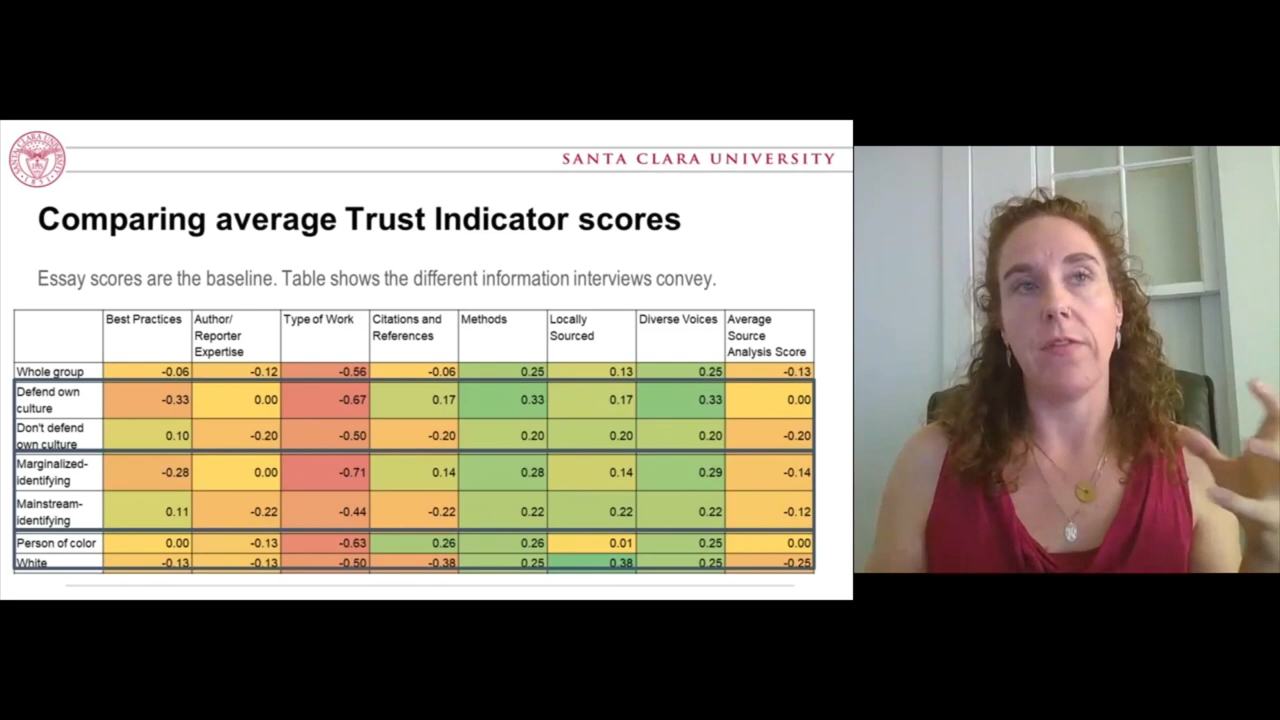 SANTA CLARA UNIVERSITY
Comparing average Trust Indicator scores
Essay scores are the baseline. Table shows the different information interviews convey.
Best Practices Author/ Reporter Expertise Type of Work Citations and References Methods Locally Sourced Diverse Voices Average Source Analysis Score
Whole group -0.06 -0.12 -0.56 -0.06 0.25 0.13 0.25 -0.13
Defend own culture -0.33 0.00 -0.67 0.17 0.33 0.17 0.33 0.00
Don't defend own culture 0.10 -0.20 -0.50 -0.20 0.20 0.20 0.20 -0.20
Marginalized-identifying -0.28 0.00 -0.71 0.14 0.28 0.14 0.29 -0.14
Mainstream-identifying 0.11 -0.22 -0.44 -0.22 0.22 0.22 0.22 -0.12
Person of color 0.00 -0.13 -0.63 0.26 0.26 0.01 0.25 0.00
White -0.13 -0.13 -0.50 -0.38 0.25 0.38 0.25 -0.25